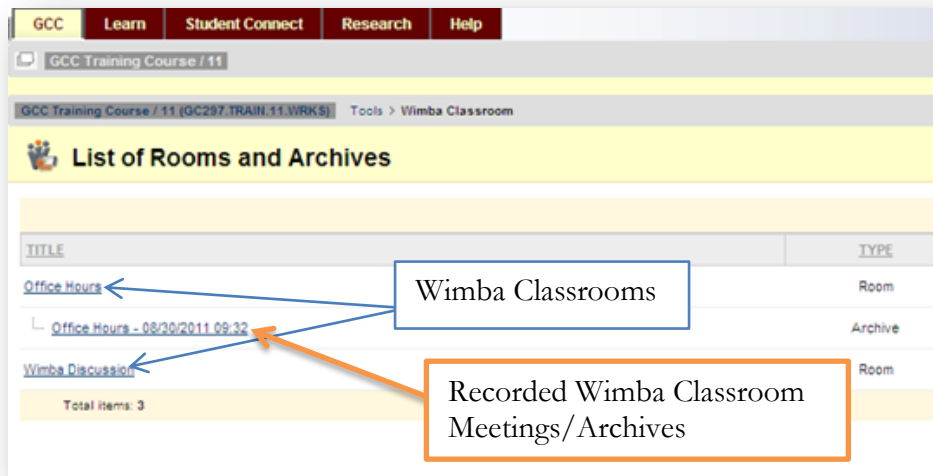 GCC Learn Student Connect Research Help
GCC Training Course / 11
GCC Training Course / 11 (GC297.TRAIN.11.WRKS) Tools > Wimba Classroom
List of Rooms and Archives
TITLE TYPE
Office Hours Room
Wimba Classrooms
Office Hours - 08/30/2011 09:32 Archive
Wimba Discussion Room
Recorded Wimba Classroom
Meetings/Archives
Total items: 3